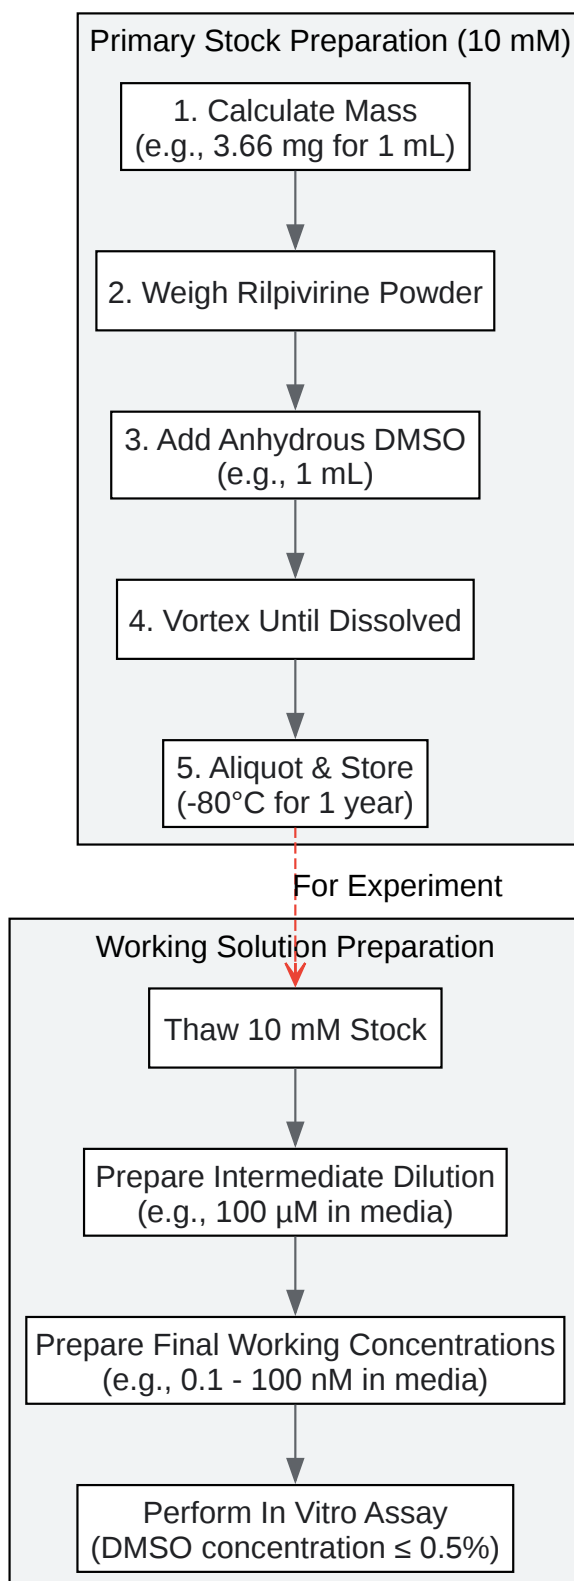 Primary Stock Preparation (10 mM)
1. Calculate Mass
(e.g., 3.66 mg for 1 mL)
2. Weigh Rilpivirine Powder
3. Add Anhydrous DMSO
(e.g., 1 mL)
4. Vortex Until Dissolved
5. Aliquot & Store
(-80°C for 1 year)
For Experiment
Working Solution Preparation
Thaw 10 mM Stock
Prepare Intermediate Dilution
(e.g., 100 µM in media)
Prepare Final Working Concentrations
(e.g., 0.1 - 100 nM in media)
Perform In Vitro Assay
(DMSO concentration ≤ 0.5%)